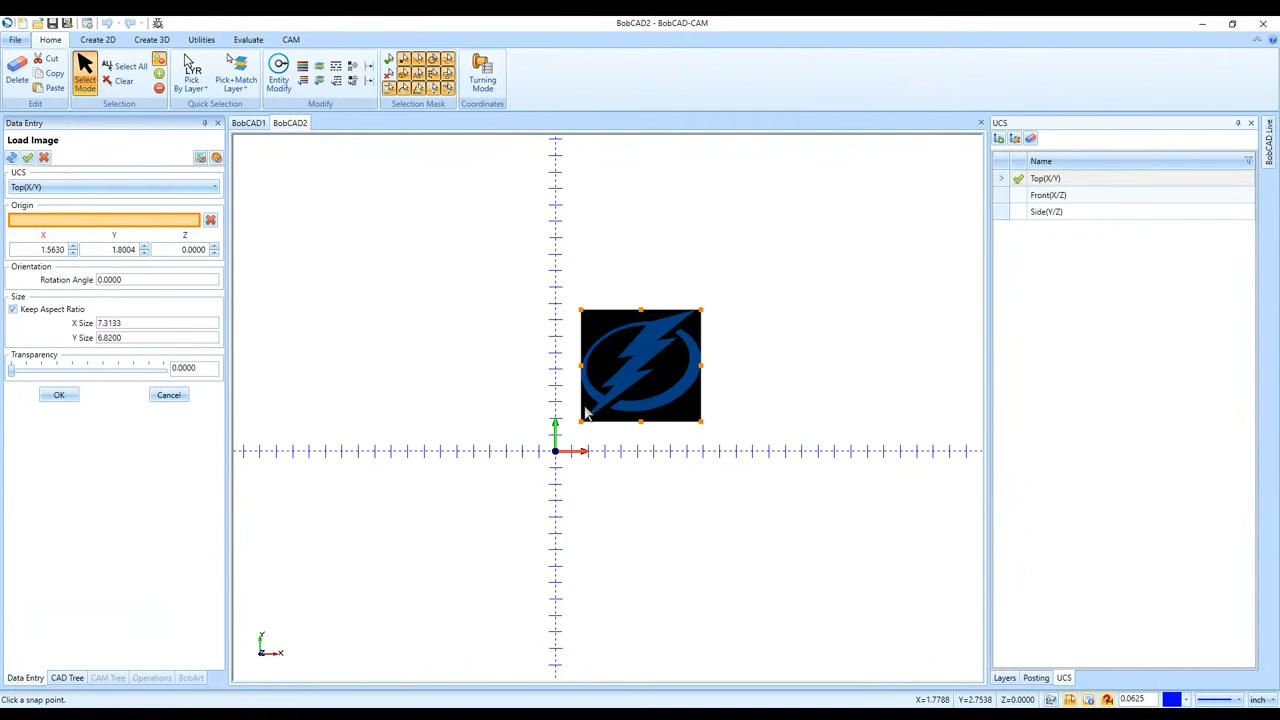 BobCAD2 - BobCAD-CAM
File Home Create 2D Create 3D Utilities Evaluate CAM
Delete Cut Copy Paste
Select Mode Select All Clear
LYR
Pick By Layer Pick+Match Layer
Entity Modify
Turning Mode
Edit Selection Quick Selection Modify Selection Mask Coordinates
Data Entry
BobCAD1 BobCAD2
UCS
BobCAD Live
Load Image
UCS
Top(X/Y)
Origin
X Y Z
1.5630 1.8004 0.0000
Orientation
Rotation Angle 0.0000
Size
Keep Aspect Ratio
X Size 7.3133
Y Size 6.8200
Transparency
0.0000
OK Cancel
Name
Top(X/Y)
Front(X/Z)
Side(Y/Z)
Y
Z X
Data Entry CAD Tree CAM Tree Operations BobArt
Layers Posting UCS
Click a snap point.
X=1.7788 Y=2.7538 Z=0.0000 0.0625 inch